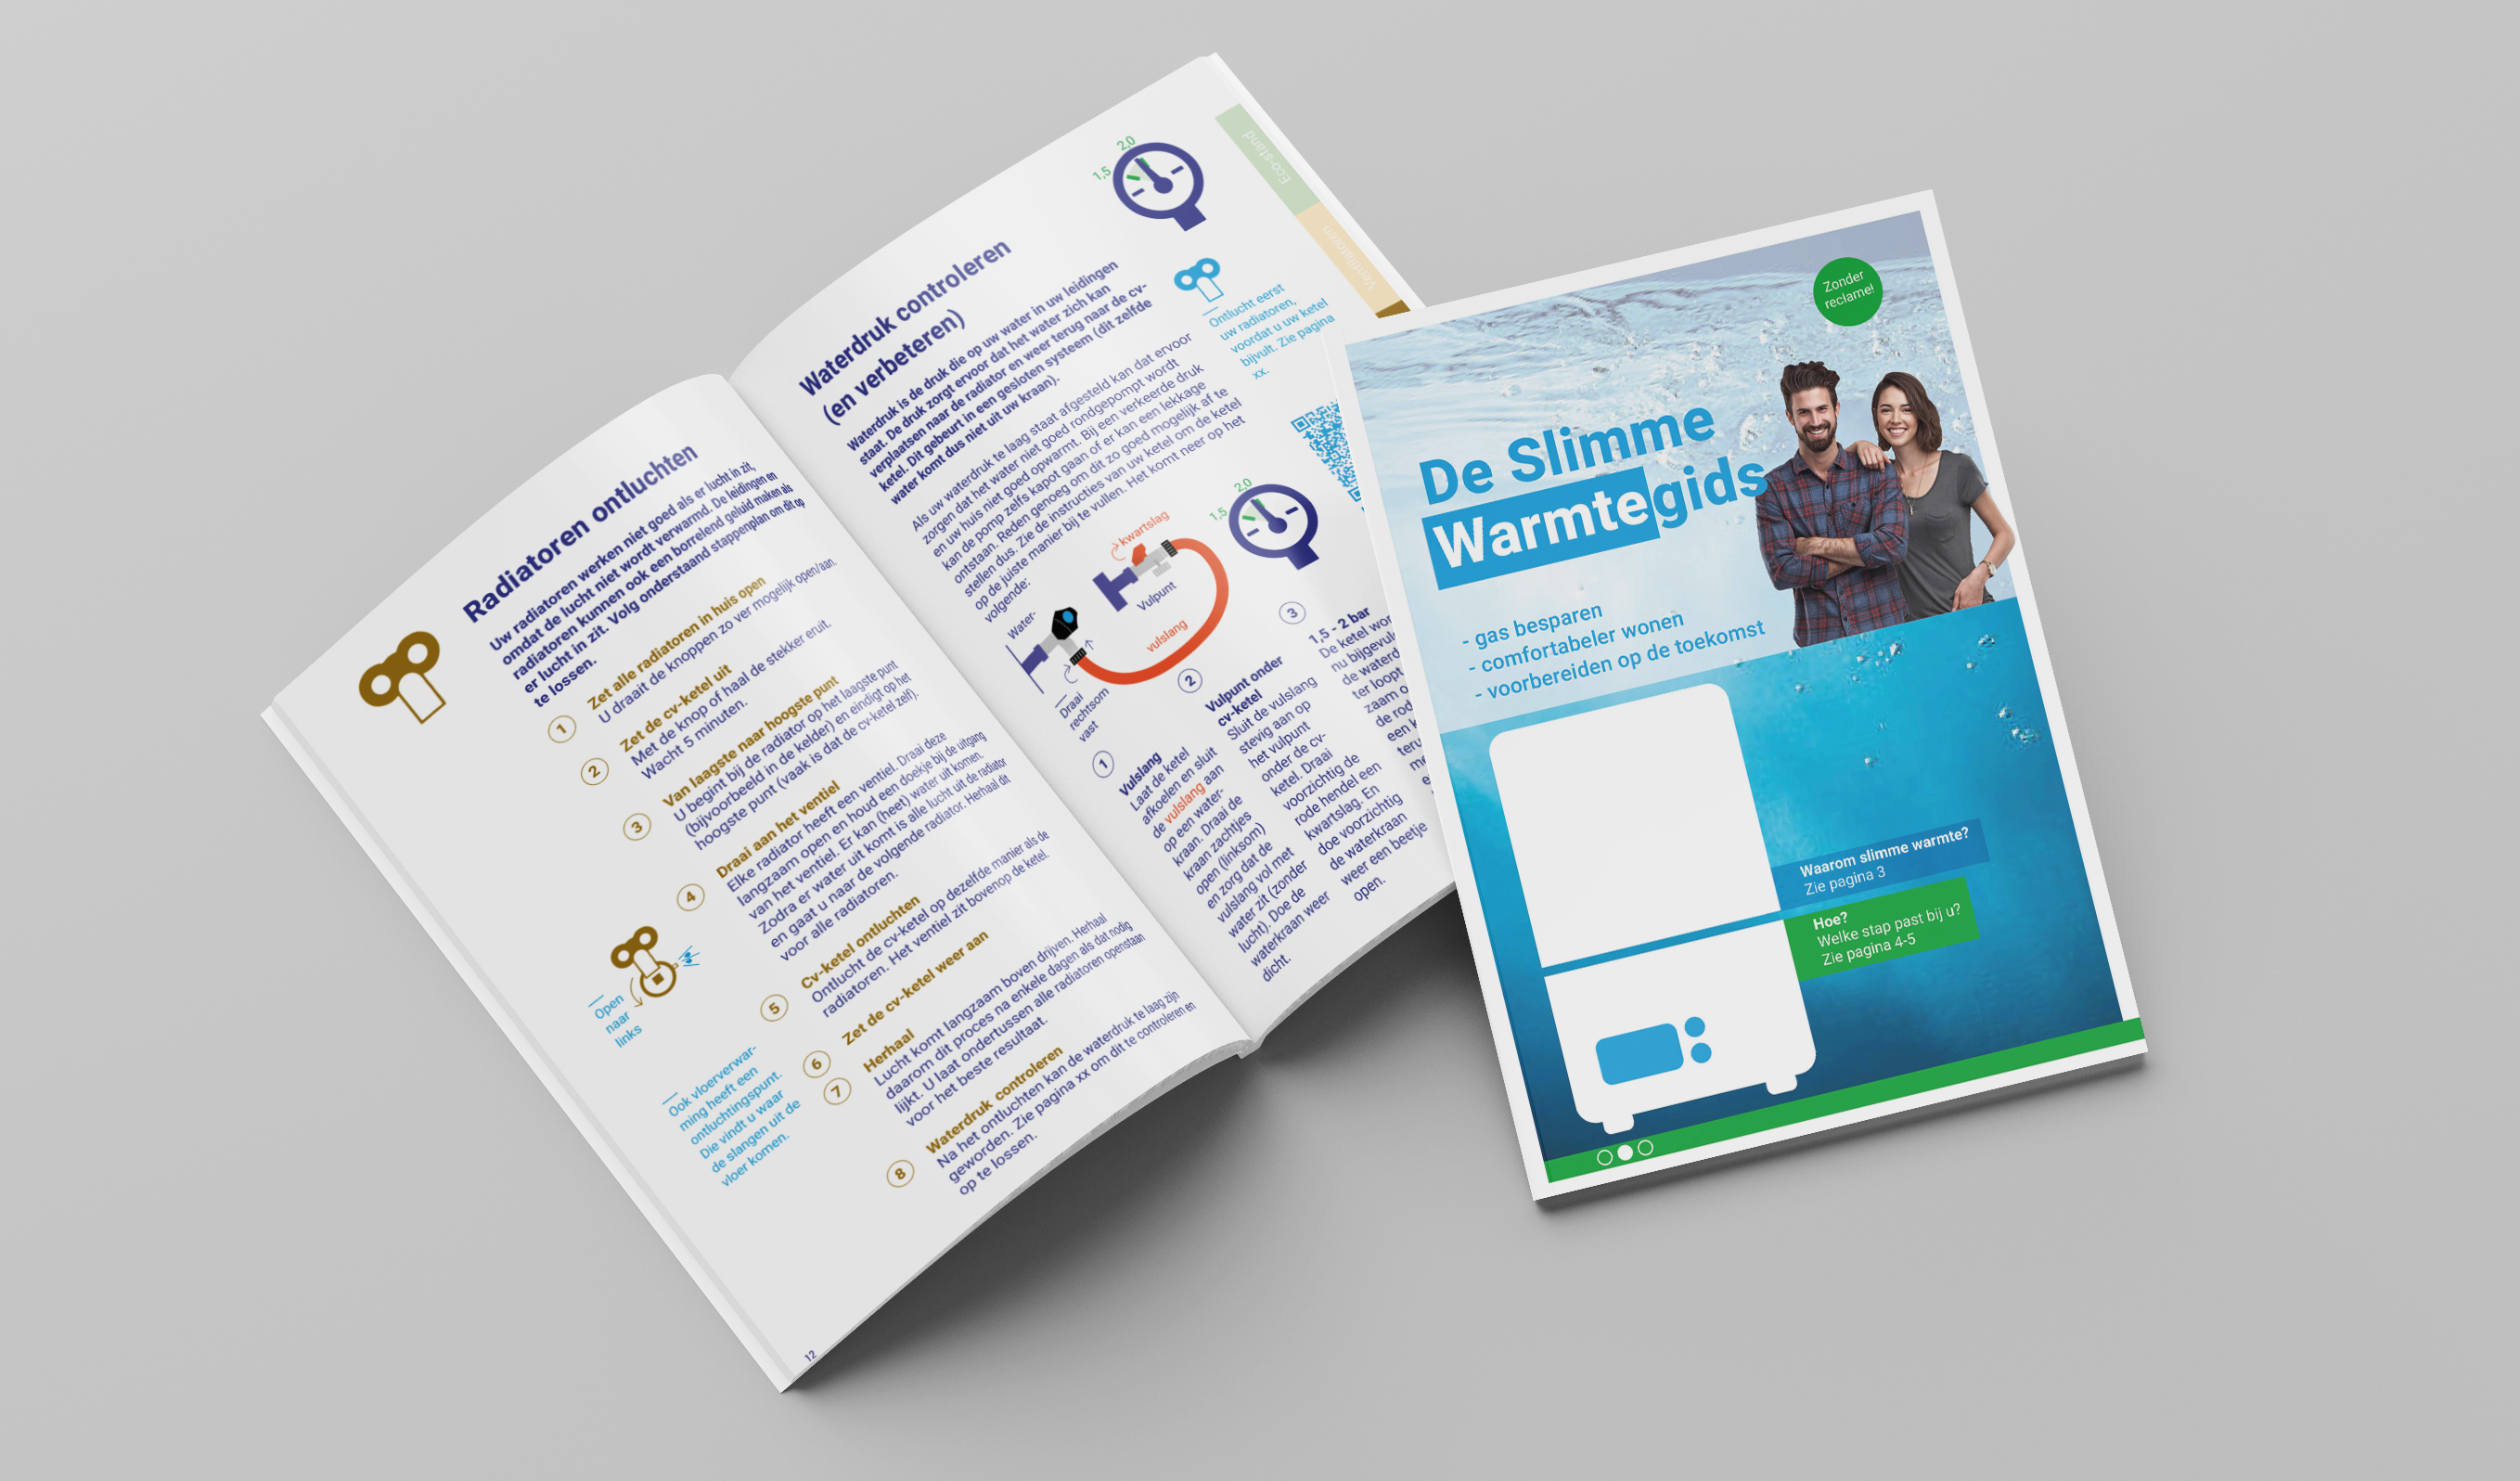 Radiatoren ontluchten
Uw radiatoren werken niet goed als er lucht in zit,
omdat de lucht niet wordt verwarmd. De leidingen en
radiatoren kunnen ook een borrelend geluid maken als
er lucht in zit. Volg onderstaand stappenplan om dit op
te lossen.
1
Zet alle radiatoren in huis open
U draait de knoppen zo ver mogelijk open/aan.
2
Zet de cv-ketel uit
Met de knop of haal de stekker eruit.
Wacht 5 minuten.
3
Van laagste naar hoogste punt
U begint bij de radiator op het laagste punt
(bijvoorbeeld in de kelder) en eindigt op het
hoogste punt (vaak is dat de cv-ketel zelf).
4
Draai aan het ventiel
Elke radiator heeft een ventiel. Draai deze
langzaam open en houd een doekje bij de uitgang
van het ventiel. Er kan (heet) water uit komen.
Zodra er water uit komt is alle lucht uit de radiator
en gaat u naar de volgende radiator. Herhaal dit
voor alle radiatoren.
Open
naar
links
5
Cv-ketel ontluchten
Ontlucht de cv-ketel op dezelfde manier als de
radiatoren. Het ventiel zit bovenop de ketel.
6
Zet de cv-ketel weer aan
7
Herhaal
Lucht komt langzaam boven drijven. Herhaal
daarom dit proces na enkele dagen als dat nodig
lijkt. U laat ondertussen alle radiatoren openstaan
voor het beste resultaat.
8
Waterdruk controleren
Na het ontluchten kan de waterdruk te laag zijn
geworden. Zie pagina xx om dit te controleren en
op te lossen.
Ook vloerverwar-
ming heeft een
ontluchtingspunt.
Die vindt u waar
de slangen uit de
vloer komen.
12
Waterdruk controleren
(en verbeteren)
1,5
2,0
Eco-stand
Ventilatoren
Waterdruk is de druk die op uw water in uw leidingen
staat. De druk zorgt ervoor dat het water zich kan
verplaatsen naar de radiator en weer terug naar de cv-
ketel. Dit gebeurt in een gesloten systeem (dit zelfde
water komt dus niet uit uw kraan).
Ontlucht eerst
uw radiatoren,
voordat u uw ketel
bijvult. Zie pagina
xx.
Als uw waterdruk te laag staat afgesteld kan dat ervoor
zorgen dat het water niet goed rondgepompt wordt
en uw huis niet goed opwarmt. Bij een verkeerde druk
kan de pomp zelfs kapot gaan of er kan een lekkage
ontstaan. Reden genoeg om dit zo goed mogelijk af te
stellen dus. Zie de instructies van uw ketel om de ketel
op de juiste manier bij te vullen. Het komt neer op het
volgende:
Water-
kwartslag
Vulpunt
vulslang
1,5
2,0
Draai
rechtsom
vast
1
Vulslang
Laat de ketel
afkoelen en sluit
de vulslang aan
op een water-
kraan. Draai de
kraan zachtjes
open (linksom)
en zorg dat de
vulslang vol met
water zit (zonder
lucht). Doe de
waterkraan weer
dicht.
2
Vulpunt onder
cv-ketel
Sluit de vulslang
stevig aan op
het vulpunt
onder de cv-
ketel. Draai
voorzichtig de
rode hendel een
kwartslag. En
doe voorzichtig
de waterkraan
weer een beetje
open.
3
1,5 - 2 bar
De ketel wor
nu bijgevul
de waterd
ter loopt
zaam o
de rod
een k
teru
me
Zonder
reclame!
De Slimme
Warmtegids
- gas besparen
- comfortabeler wonen
- voorbereiden op de toekomst
Waarom slimme warmte?
Zie pagina 3
Hoe?
Welke stap past bij u?
Zie pagina 4-5